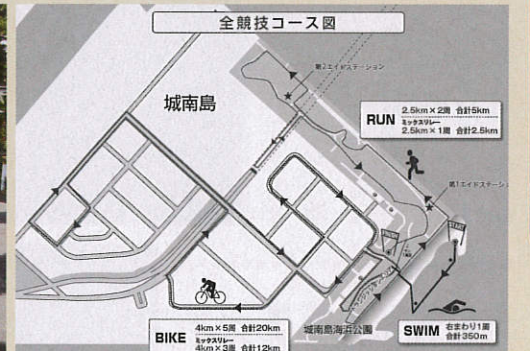 全競技コース図
第2エイドステーション
城南島
RUN
2.5km×2周 合計5km
ミックスリレー
2.5km×1周 合計2.5km
第1エイドステーション
START
城南島海浜公園
BIKE
4km×5周 合計20km
ミックスリレー
4km×3周 合計12km
SWIM
右まわり1周
合計350m